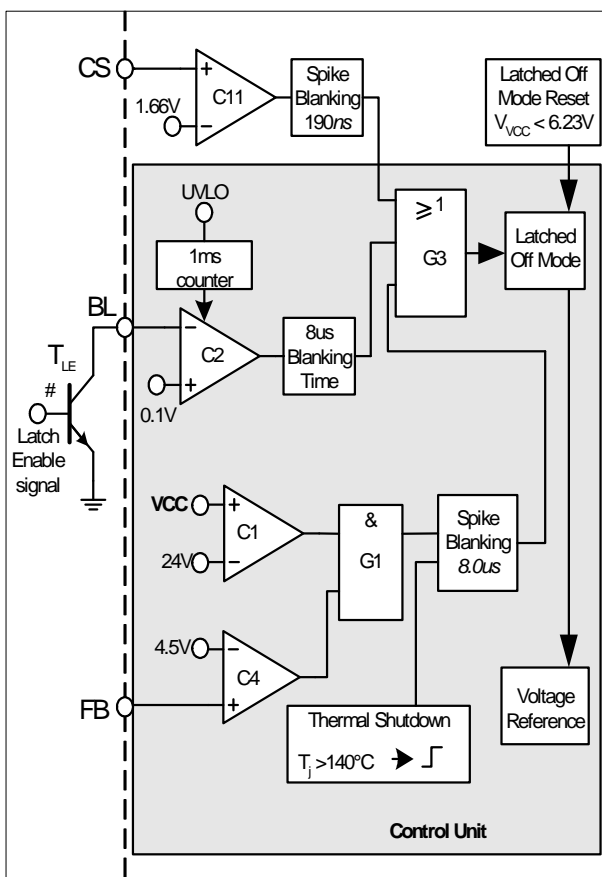 CS
+
C11
1.66V
−
Spike
Blanking
190ns
Latched Off
Mode Reset
V_VCC < 6.23V
UVLO
1ms
counter
≥1
G3
Latched
Off Mode
BL
−
C2
+
0.1V
8us
Blanking
Time
T_LE
#
Latch
Enable
signal
VCC
+
C1
24V
−
&
G1
Spike
Blanking
8.0us
4.5V
−
C4
+
FB
Thermal Shutdown
T_j >140°C
Voltage
Reference
Control Unit